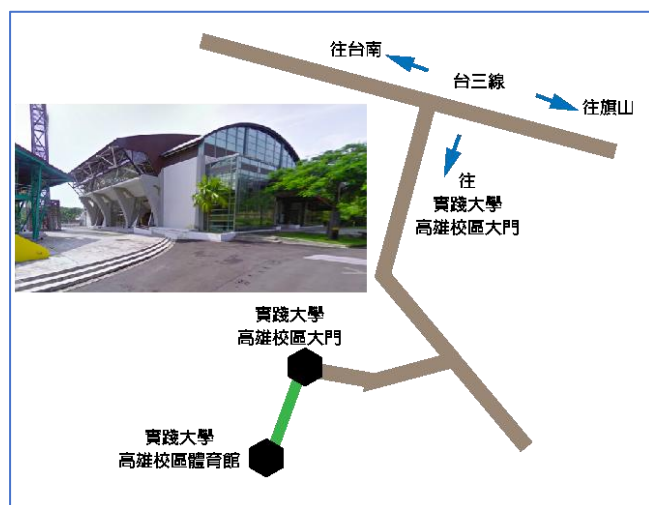 往台南
台三線
往旗山
往
實踐大學
高雄校區大門
實踐大學
高雄校區大門
實踐大學
高雄校區體育館